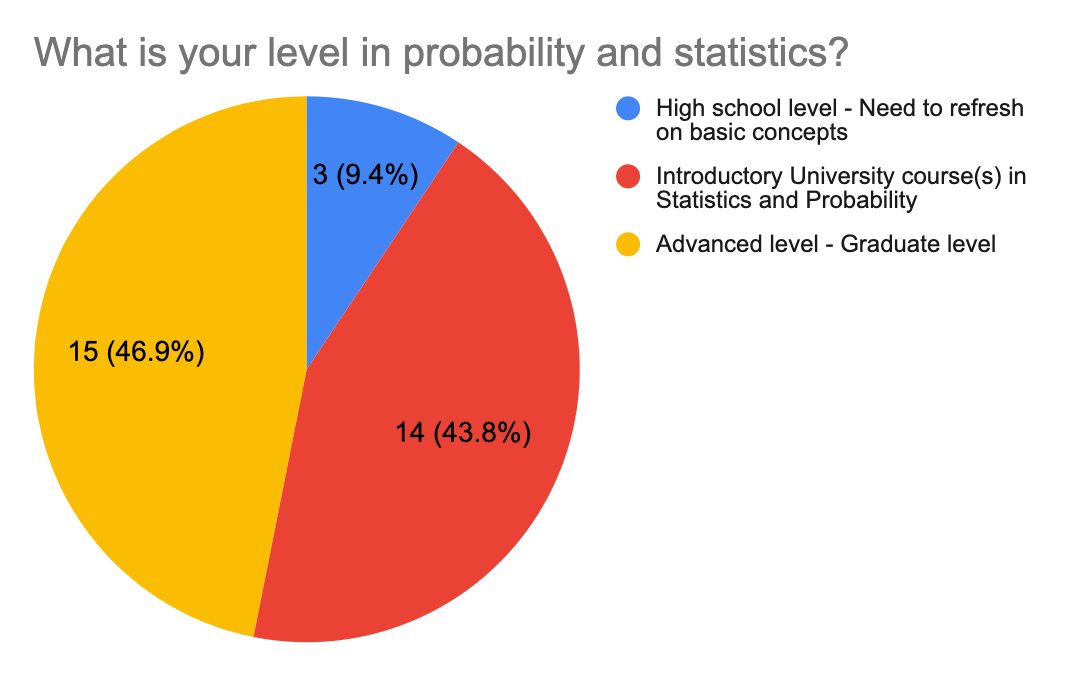 What is your level in probability and statistics?
High school level - Need to refresh
on basic concepts
Introductory University course(s) in
Statistics and Probability
Advanced level - Graduate level
3 (9.4%)
15 (46.9%)
14 (43.8%)